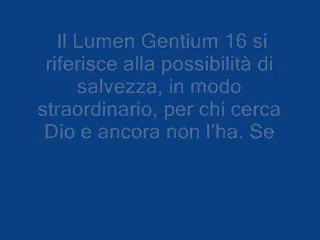 Il Lumen Gentium 16 si
riferisce alla possibilità di
salvezza, in modo
straordinario, per chi cerca
Dio e ancora non l'ha. Se